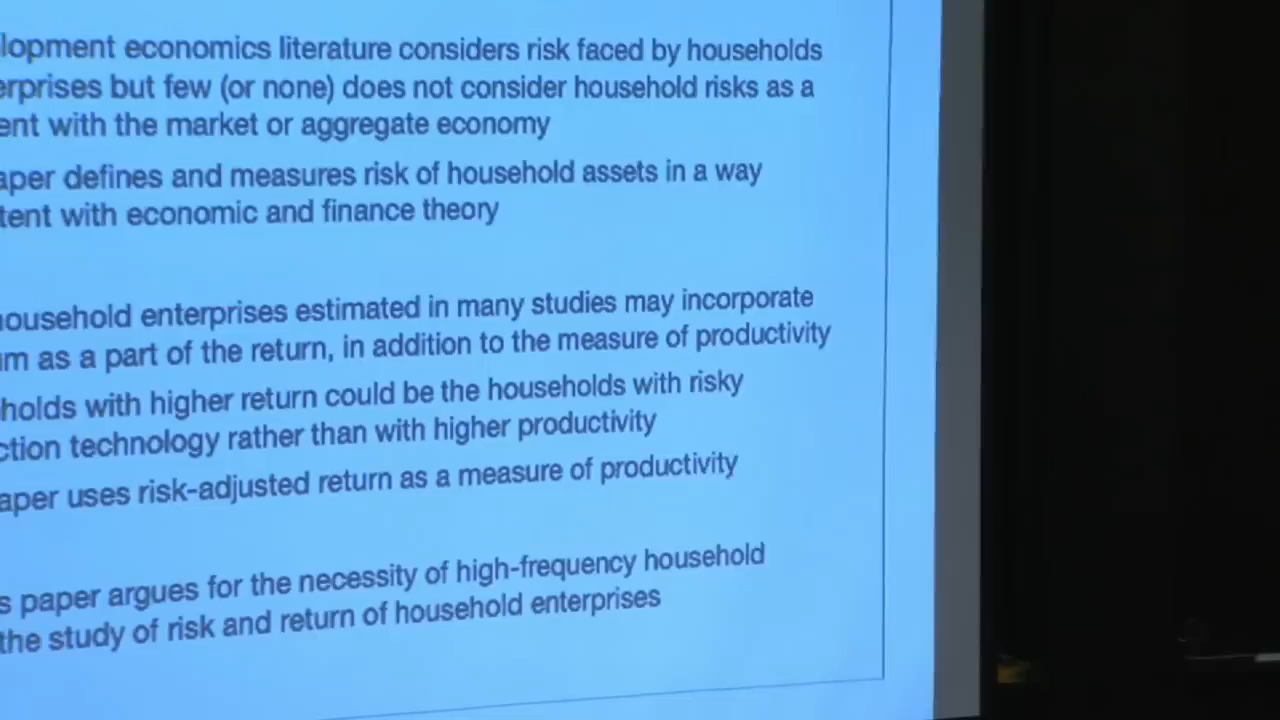 lopment economics literature considers risk faced by households
erprises but few (or none) does not consider household risks as a
ent with the market or aggregate economy
aper defines and measures risk of household assets in a way
tent with economic and finance theory
ousehold enterprises estimated in many studies may incorporate
m as a part of the return, in addition to the measure of productivity
holds with higher return could be the households with risky
ction technology rather than with higher productivity
aper uses risk-adjusted return as a measure of productivity
s paper argues for the necessity of high-frequency household
the study of risk and return of household enterprises